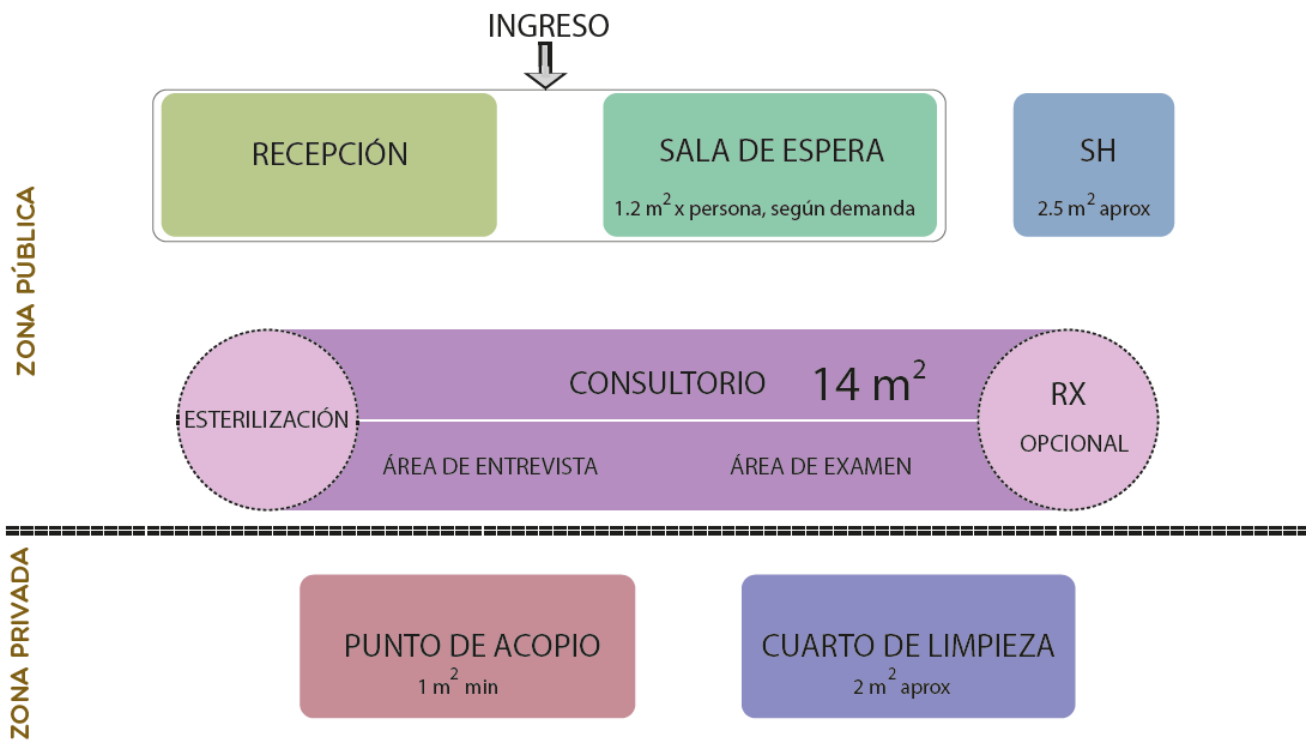 INGRESO
RECEPCIÓN
SALA DE ESPERA
1.2 m² x persona, según demanda
SH
2.5 m² aprox
ZONA PÚBLICA
CONSULTORIO 14 m²
ESTERILIZACIÓN
ÁREA DE ENTREVISTA
ÁREA DE EXAMEN
RX
OPCIONAL
ZONA PRIVADA
PUNTO DE ACOPIO
1 m² min
CUARTO DE LIMPIEZA
2 m² aprox